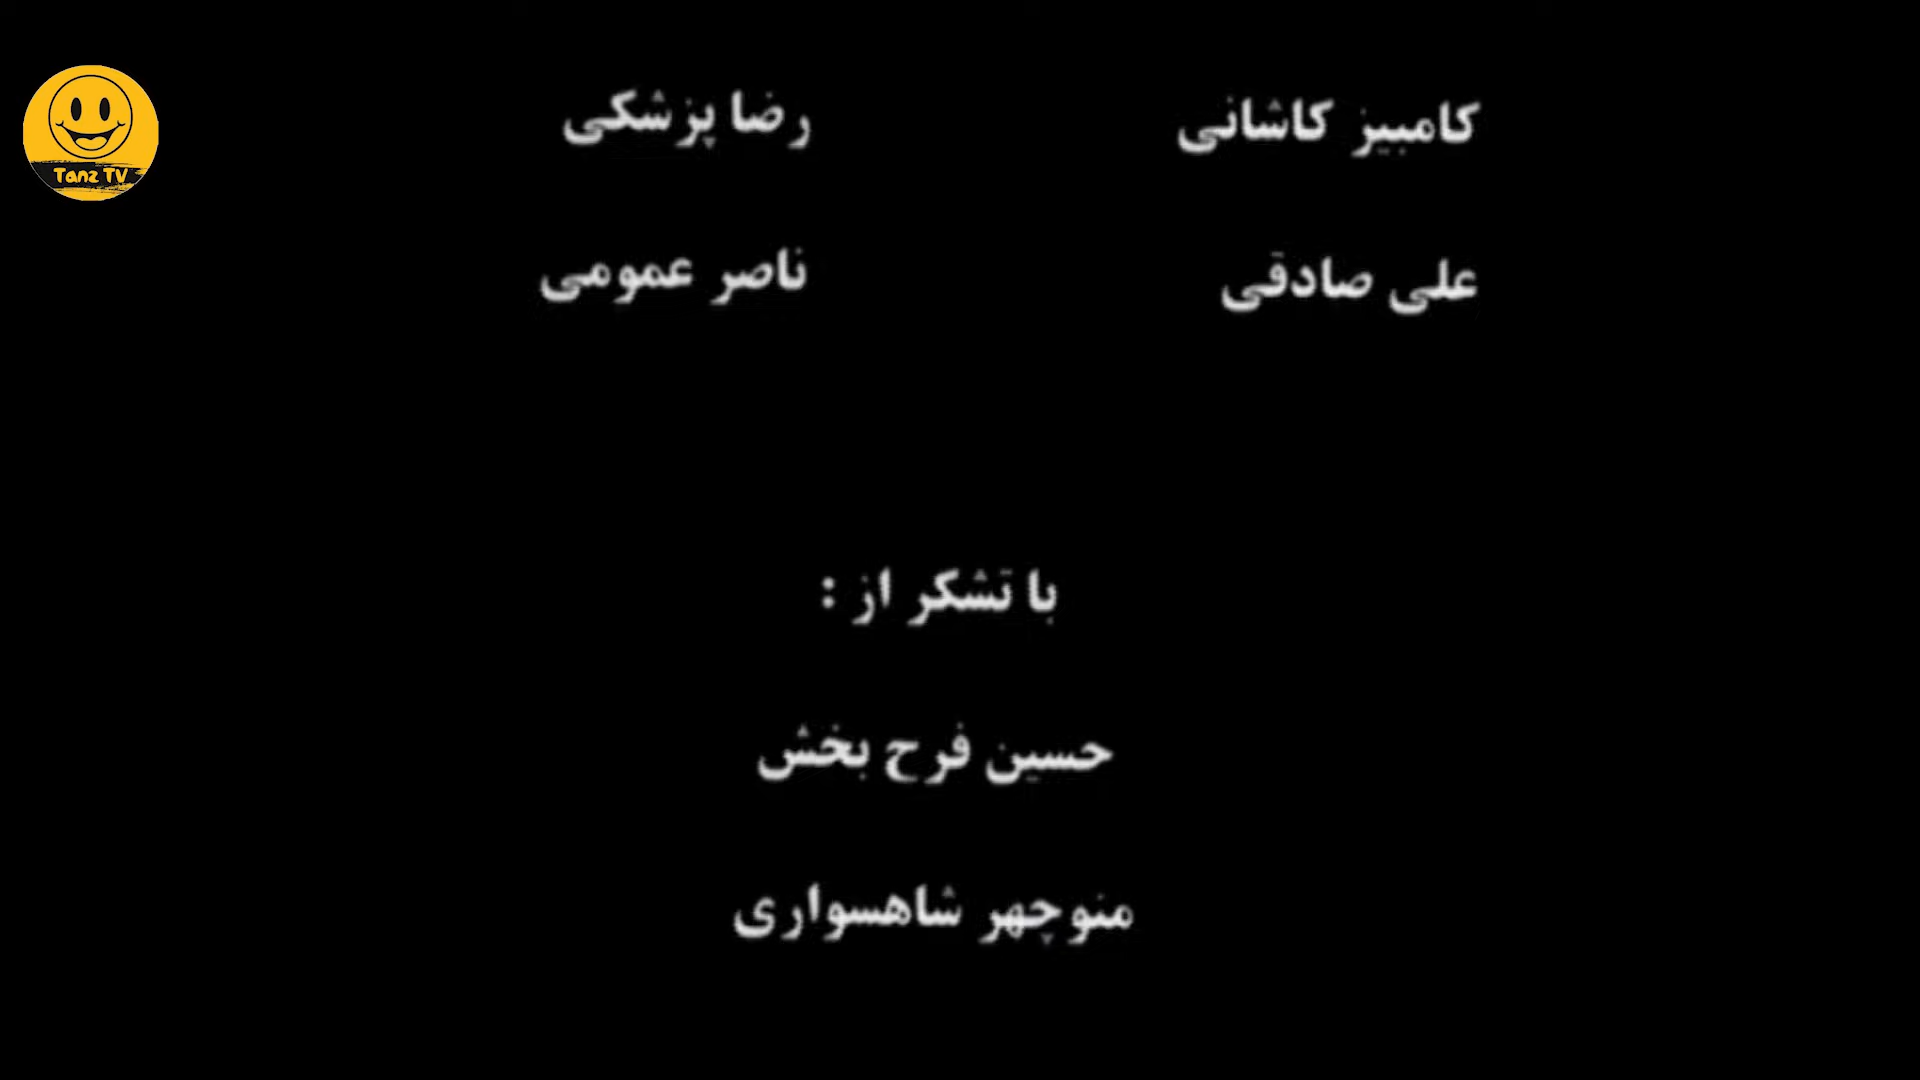 کامبیز کاشانی رضا پزشکی
علی صادقی ناصر عمومی
با تشکر از :
حسین فرح بخش
منوچهر شاهسواری
Tanz TV